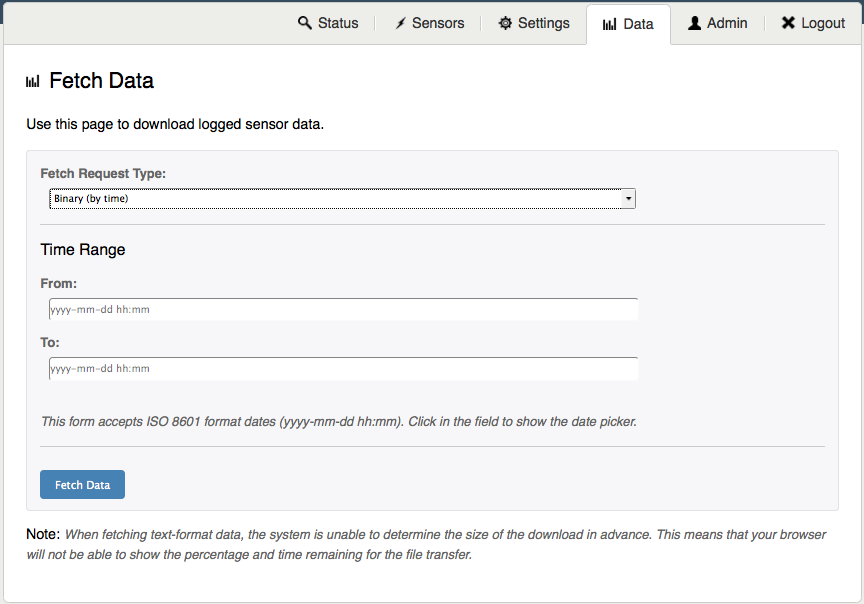 Status Sensors Settings Data Admin Logout
Fetch Data
Use this page to download logged sensor data.
Fetch Request Type:
Binary (by time)
Time Range
From:
yyyy-mm-dd hh:mm
To:
yyyy-mm-dd hh:mm
This form accepts ISO 8601 format dates (yyyy-mm-dd hh:mm). Click in the field to show the date picker.
Fetch Data
Note: When fetching text-format data, the system is unable to determine the size of the download in advance. This means that your browser
will not be able to show the percentage and time remaining for the file transfer.